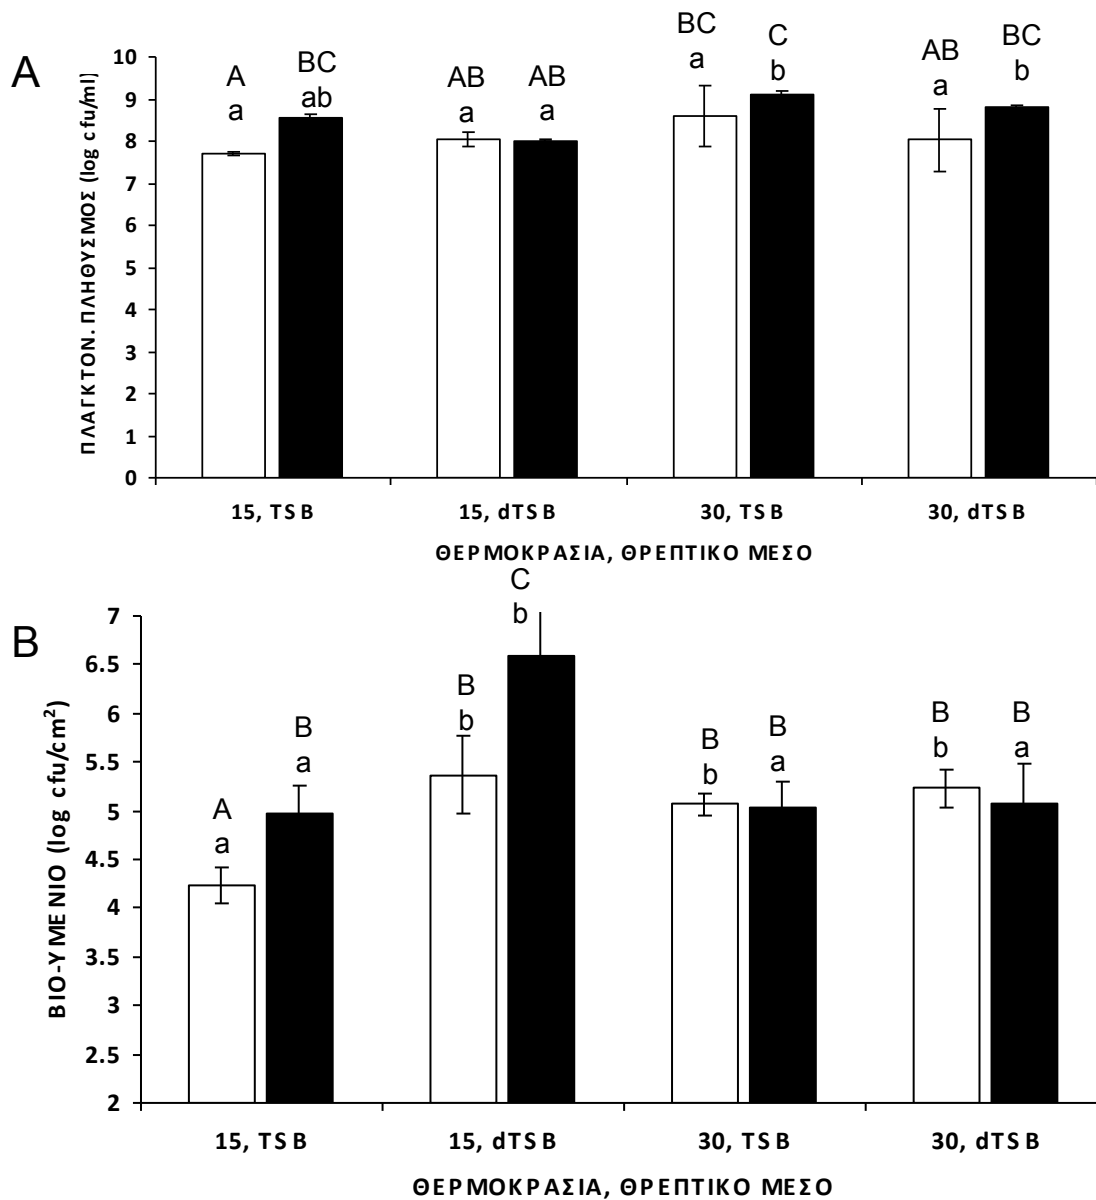 A
ΠΛΑΓΚΤΟΝ. ΠΛΗΘΥΣΜΟΣ (log cfu/ml]
10
9
8
7
6
5
4
3
2
1
0
A
a
BC
ab
AB
a
AB
a
BC
a
C
b
AB
a
BC
b
15, TSB
15, dTSB
30, TSB
30, dTSB
ΘΕΡΜΟΚΡΑΣΙΑ, ΘΡΕΠΤΙΚΟ ΜΕΣΟ
B
ΒΙΟ-ΥΜΕΝΙΟ (log cfu/cm²)
7
6.5
6
5.5
5
4.5
4
3.5
3
2.5
2
A
a
B
a
B
b
C
b
B
b
B
a
B
b
B
a
15, TSB
15, dTSB
30, TSB
30, dTSB
ΘΕΡΜΟΚΡΑΣΙΑ, ΘΡΕΠΤΙΚΟ ΜΕΣΟ